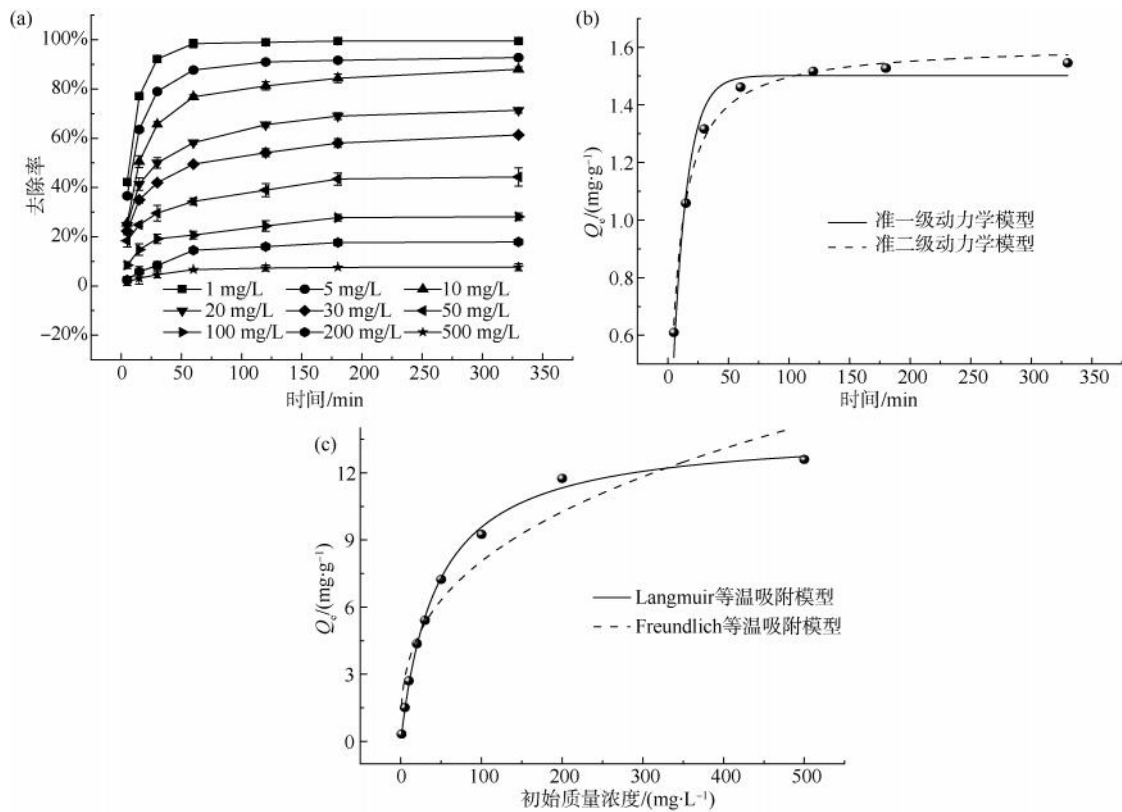 (a)
100%
80%
60%
40%
20%
0
−20%
去除率
1 mg/L 5 mg/L 10 mg/L
20 mg/L 30 mg/L 50 mg/L
100 mg/L 200 mg/L 500 mg/L
0 50 100 150 200 250 300 350
时间/min
(b)
1.6
1.4
1.2
1.0
0.8
0.6
Qe/(mg·g−1)
准一级动力学模型
准二级动力学模型
0 50 100 150 200 250 300 350
时间/min
(c)
12
9
6
3
0
Qe/(mg·g−1)
Langmuir等温吸附模型
Freundlich等温吸附模型
0 100 200 300 400 500
初始质量浓度/(mg·L−1)